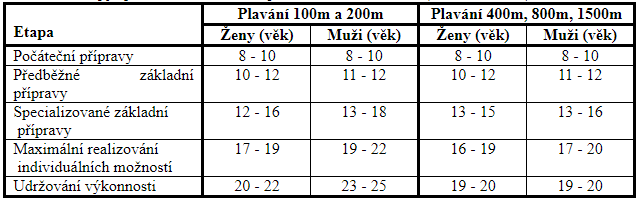 Etapa Plavání 100m a 200m Plavání 400m, 800m, 1500m
Ženy (věk) Muži (věk) Ženy (věk) Muži (věk)
Počáteční přípravy 8 - 10 8 - 10 8 - 10 8 - 10
Předběžné základní přípravy 10 - 12 11 - 12 10 - 12 11 - 12
Specializované základní přípravy 12 - 16 13 - 18 13 - 15 13 - 16
Maximální realizování individuálních možností 17 - 19 19 - 22 16 - 19 17 - 20
Udržování výkonnosti 20 - 22 23 - 25 19 - 20 19 - 20